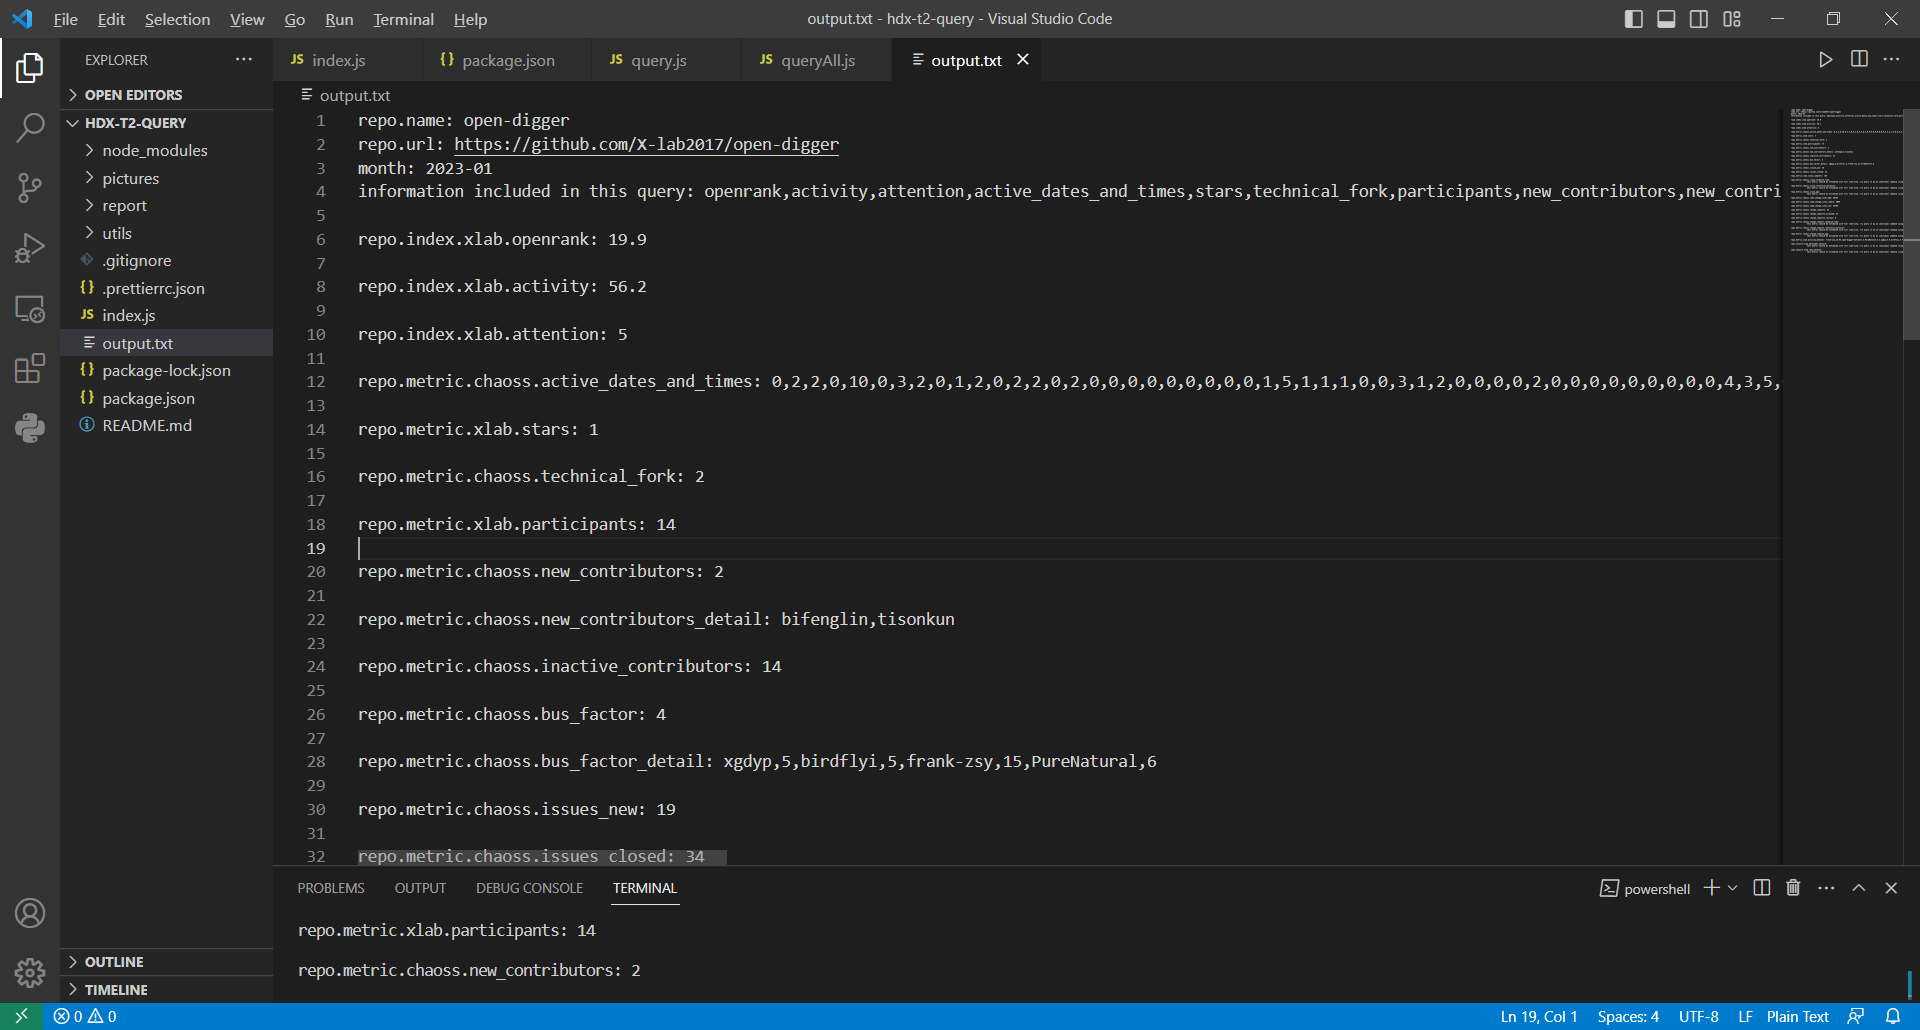 File Edit Selection View Go Run Terminal Help
output.txt - hdx-t2-query - Visual Studio Code
EXPLORER
OPEN EDITORS
HDX-T2-QUERY
node_modules
pictures
report
utils
.gitignore
.prettierrc.json
JS index.js
output.txt
{} package-lock.json
{} package.json
README.md
OUTLINE
TIMELINE
JS index.js {} package.json JS query.js JS queryAll.js output.txt
output.txt
1 repo.name: open-digger
2 repo.url: https://github.com/X-lab2017/open-digger
3 month: 2023-01
4 information included in this query: openrank,activity,attention,active_dates_and_times,stars,technical_fork,participants,new_contributors,new_contri
5
6 repo.index.xlab.openrank: 19.9
7
8 repo.index.xlab.activity: 56.2
9
10 repo.index.xlab.attention: 5
11
12 repo.metric.chaoss.active_dates_and_times: 0,2,2,0,10,0,3,2,0,1,2,0,2,2,0,2,0,0,0,0,0,0,0,0,0,1,5,1,1,1,0,0,3,1,2,0,0,0,0,2,0,0,0,0,0,0,0,0,0,4,3,5,
13
14 repo.metric.xlab.stars: 1
15
16 repo.metric.chaoss.technical_fork: 2
17
18 repo.metric.xlab.participants: 14
19
20 repo.metric.chaoss.new_contributors: 2
21
22 repo.metric.chaoss.new_contributors_detail: bifenglin,tisonkun
23
24 repo.metric.chaoss.inactive_contributors: 14
25
26 repo.metric.chaoss.bus_factor: 4
27
28 repo.metric.chaoss.bus_factor_detail: xgdyp,5,birdflyi,5,frank-zsy,15,PureNatural,6
29
30 repo.metric.chaoss.issues_new: 19
31
32 repo.metric.chaoss.issues closed: 34
PROBLEMS OUTPUT DEBUG CONSOLE TERMINAL
powershell
repo.metric.xlab.participants: 14
repo.metric.chaoss.new_contributors: 2
0 0
Ln 19, Col 1 Spaces: 4 UTF-8 LF Plain Text